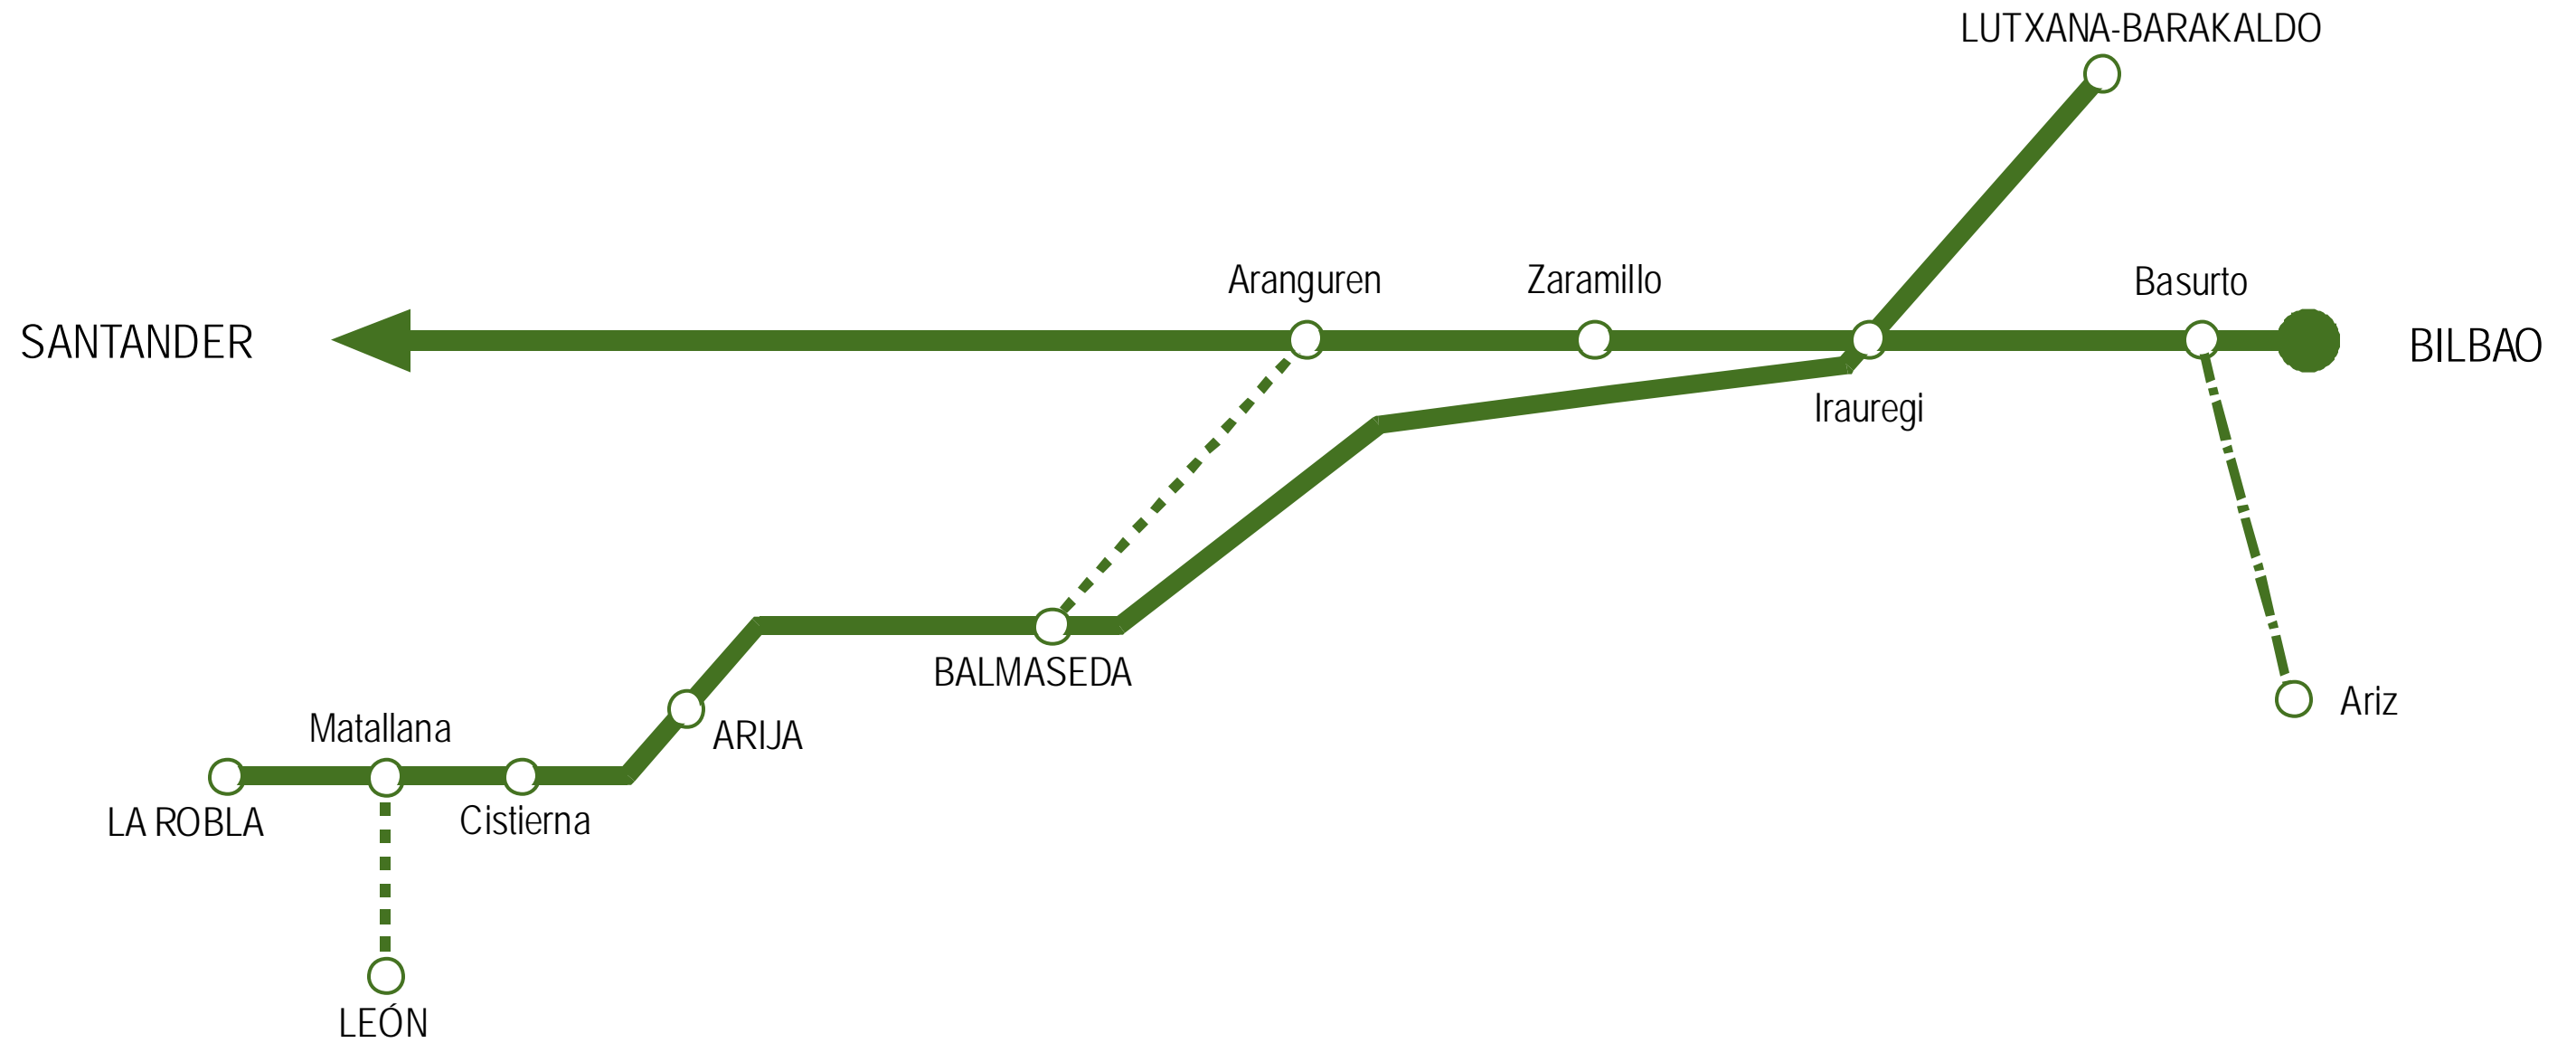 LUTXANA-BARAKALDO
Aranguren
Zaramillo
Basurto
SANTANDER
BILBAO
Irauregi
BALMASEDA
Ariz
Matallana
ARIJA
LA ROBLA
Cistierna
LEÓN